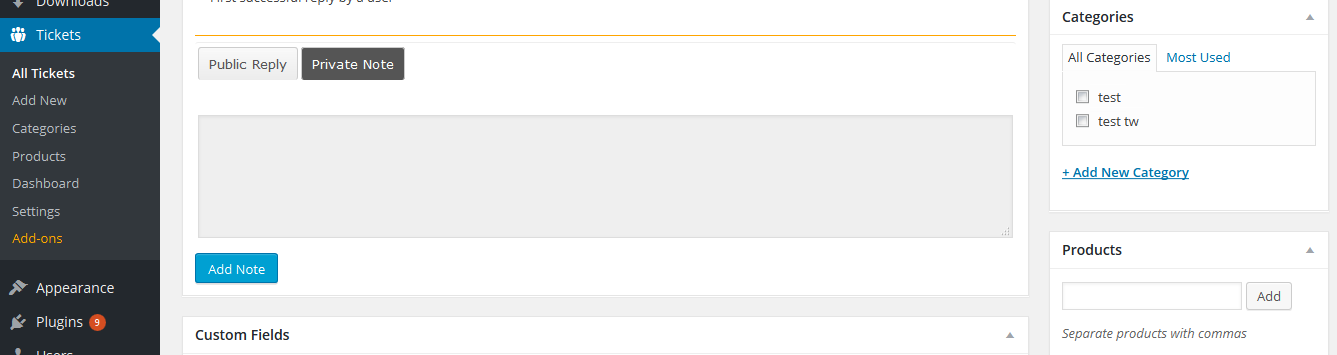 Downloads
Tickets
All Tickets
Add New
Categories
Products
Dashboard
Settings
Add-ons
Appearance
Plugins 9
Users
First successful reply by a user
Public Reply
Private Note
Add Note
Custom Fields
Categories
All Categories
Most Used
test
test tw
+ Add New Category
Products
Add
Separate products with commas